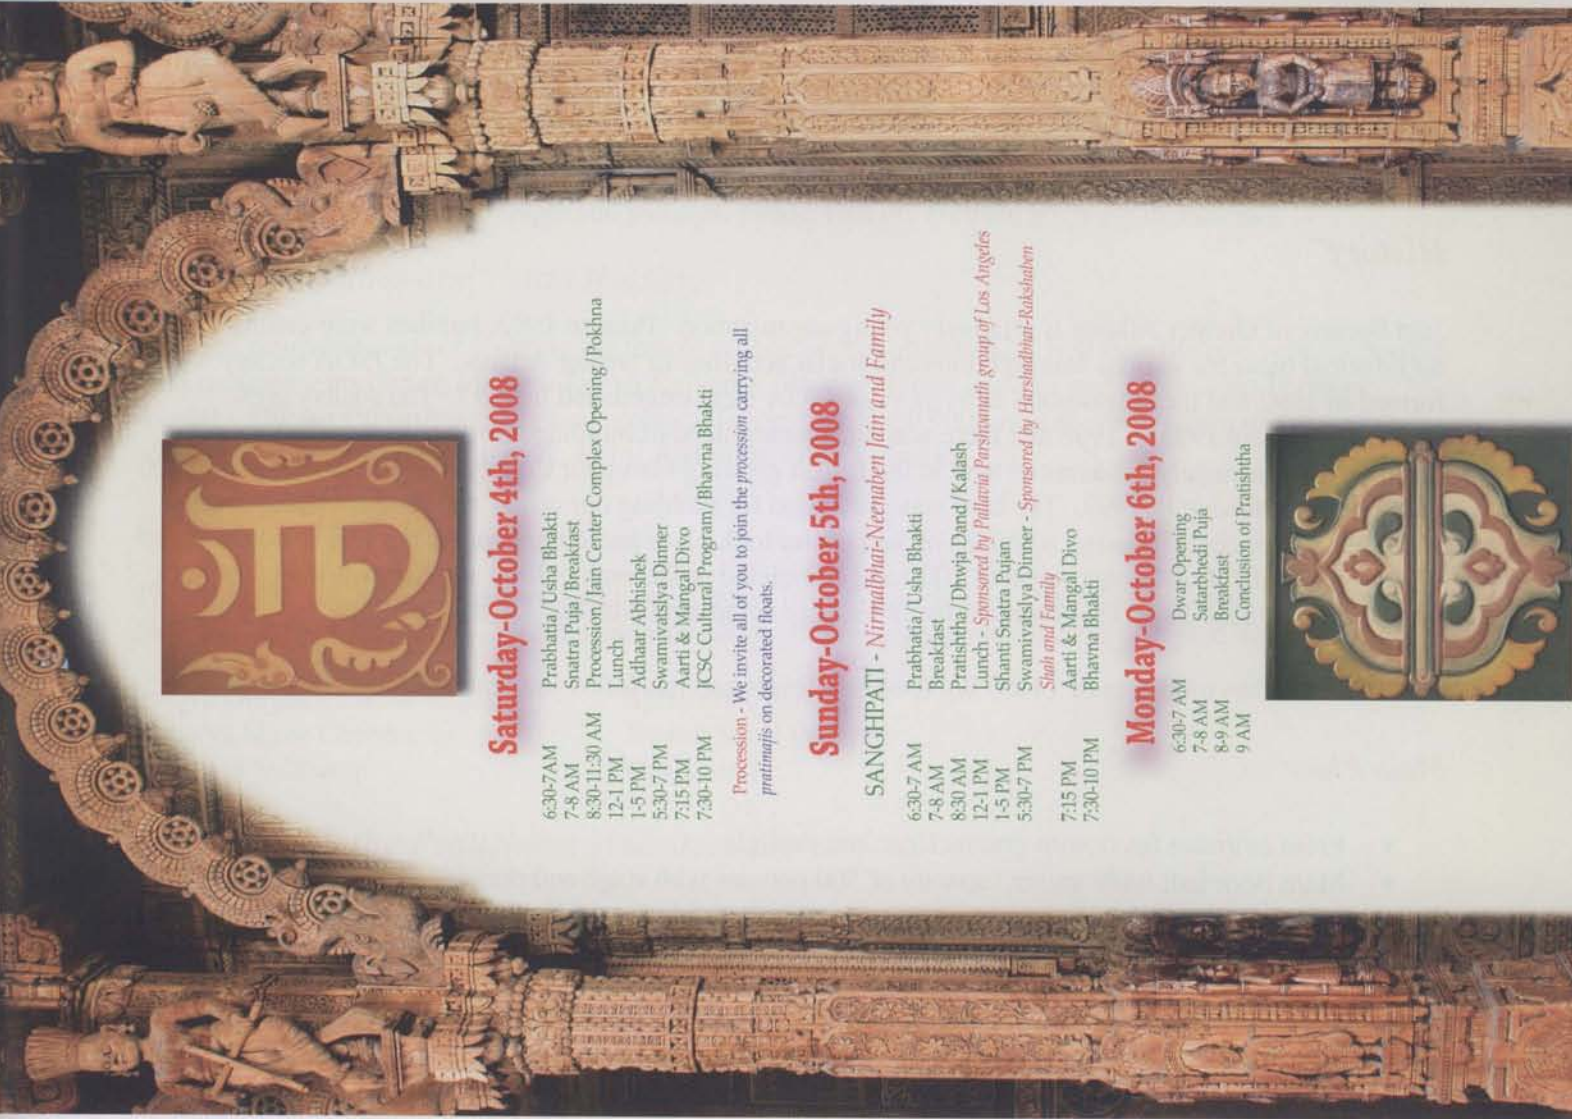 Saturday-October 4th, 2008
6:30-7AM Prabhatia/Usha Bhakti
7-8 AM Snatra Puja/Breakfast
8:30-11:30 AM Procession/Jain Center Complex Opening/Pokhna
12-1 PM Lunch
1-5 PM Adhaar Abhishek
5:30-7 PM Swamivatslya Dinner
7:15 PM Aarti & Mangal Divo
7:30-10 PM JCSC Cultural Program/Bhavna Bhakti
Procession - We invite all of you to join the procession carrying all
pratimajis on decorated floats.
Sunday-October 5th, 2008
SANGHPATI - Nirmalbhai-Neenaben Jain and Family
6:30-7 AM Prabhatia/Usha Bhakti
7-8 AM Breakfast
8:30 AM Pratishtha/Dhvja Dand/Kalash
12-1 PM Lunch - Sponsored by Pallavia Parshvanath group of Los Angeles
1-5 PM Shanti Snatra Pujan
5:30-7 PM Swamivatslya Dinner - Sponsored by Harshadbhai-Rakshaben
Shah and Family
7:15 PM Aarti & Mangal Divo
7:30-10 PM Bhavna Bhakti
Monday-October 6th, 2008
6:30-7 AM Dwar Opening
7-8 AM Satarbhedi Puja
8-9 AM Breakfast
9 AM Conclusion of Pratishtha